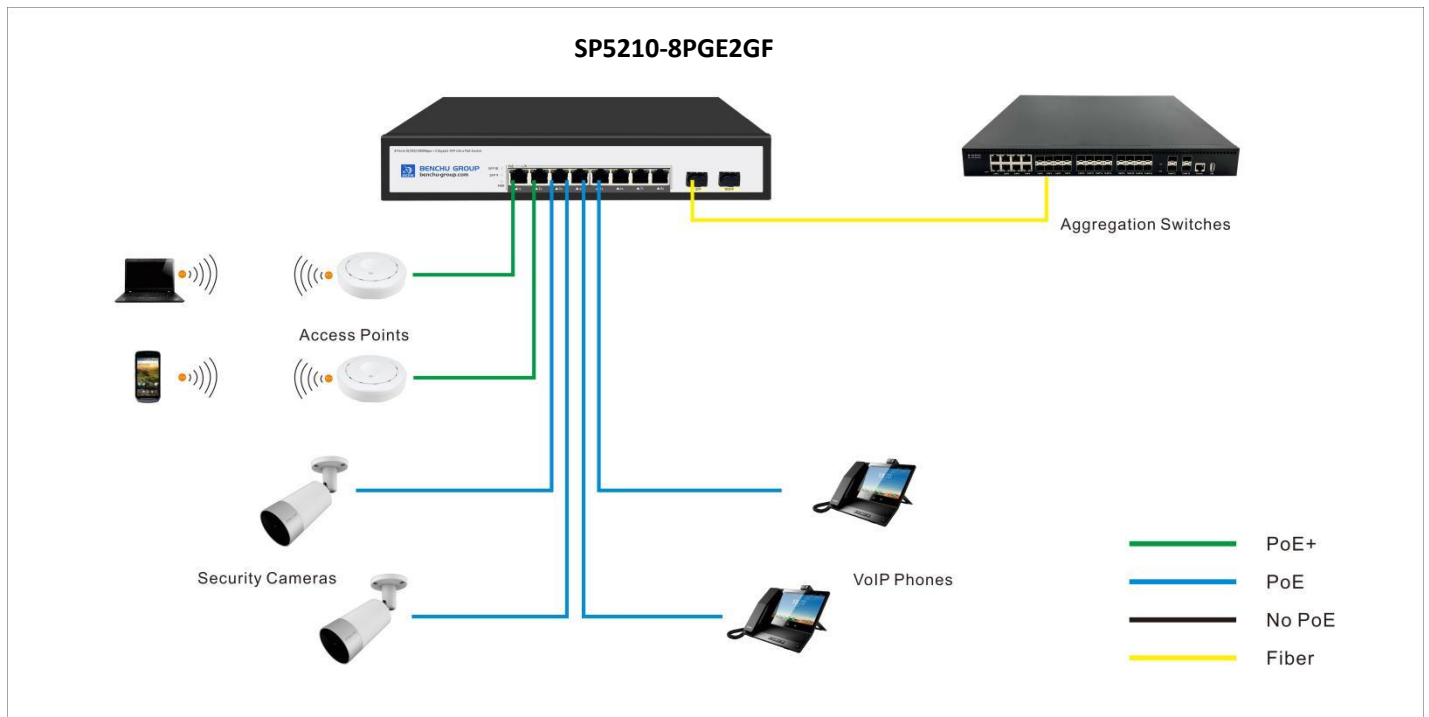 SP5210-8PGE2GF
BENCHU GROUP
benchu-group.com
Aggregation Switches
Access Points
Security Cameras
VoIP Phones
PoE+
PoE
No PoE
Fiber